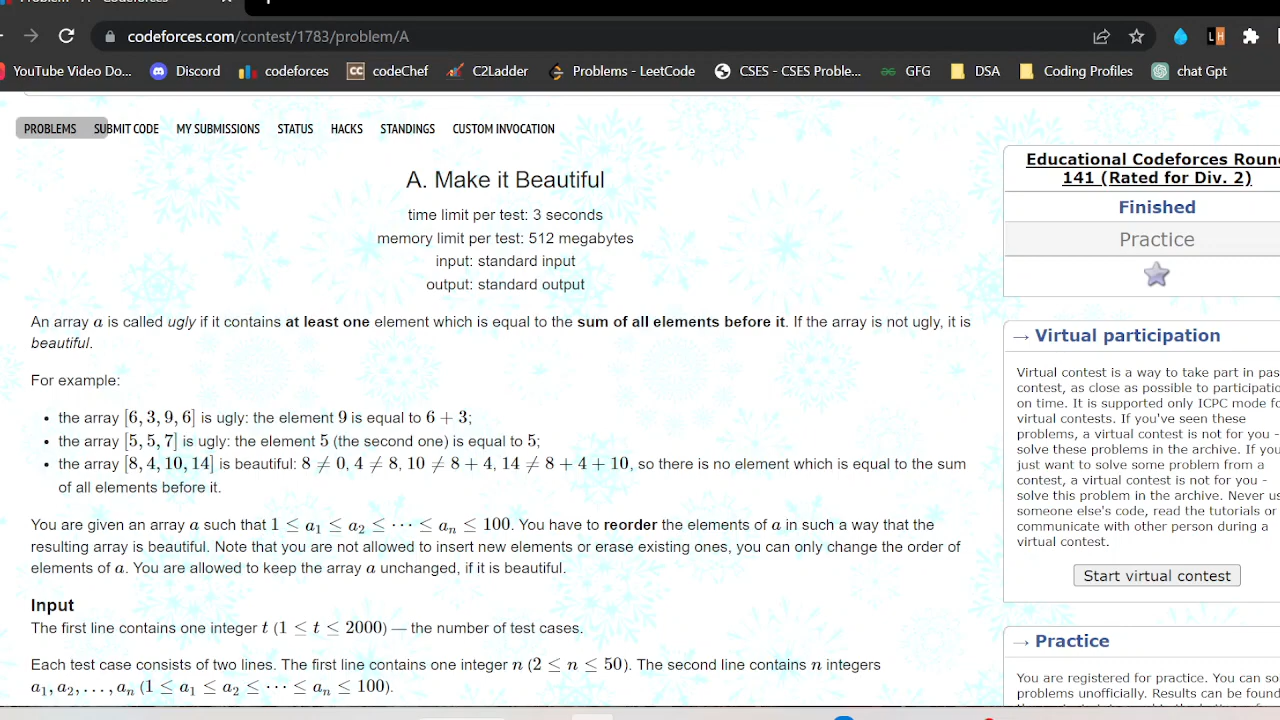 codeforces.com/contest/1783/problem/A
YouTube Video Do... Discord codeforces codeChef C2Ladder Problems - LeetCode CSES - CSES Proble... GFG DSA Coding Profiles chat Gpt
PROBLEMS SUBMIT CODE MY SUBMISSIONS STATUS HACKS STANDINGS CUSTOM INVOCATION
A. Make it Beautiful
time limit per test: 3 seconds
memory limit per test: 512 megabytes
input: standard input
output: standard output
An array a is called ugly if it contains at least one element which is equal to the sum of all elements before it. If the array is not ugly, it is
beautiful.
For example:
• the array [6, 3, 9, 6] is ugly: the element 9 is equal to 6 + 3;
• the array [5, 5, 7] is ugly: the element 5 (the second one) is equal to 5;
• the array [8, 4, 10, 14] is beautiful: 8 ≠ 0, 4 ≠ 8, 10 ≠ 8 + 4, 14 ≠ 8 + 4 + 10, so there is no element which is equal to the sum
of all elements before it.
You are given an array a such that 1 ≤ a₁ ≤ a₂ ≤ ⋯ ≤ aₙ ≤ 100. You have to reorder the elements of a in such a way that the
resulting array is beautiful. Note that you are not allowed to insert new elements or erase existing ones, you can only change the order of
elements of a. You are allowed to keep the array a unchanged, if it is beautiful.
Input
The first line contains one integer t (1 ≤ t ≤ 2000) — the number of test cases.
Each test case consists of two lines. The first line contains one integer n (2 ≤ n ≤ 50). The second line contains n integers
a₁, a₂, …, aₙ (1 ≤ a₁ ≤ a₂ ≤ ⋯ ≤ aₙ ≤ 100).
Educational Codeforces Roun
141 (Rated for Div. 2)
Finished
Practice
→ Virtual participation
Virtual contest is a way to take part in pas
contest, as close as possible to participatio
on time. It is supported only ICPC mode fo
virtual contests. If you've seen these
problems, a virtual contest is not for you -
solve these problems in the archive. If you
just want to solve some problem from a
contest, a virtual contest is not for you -
solve this problem in the archive. Never us
someone else's code, read the tutorials or
communicate with other person during a
virtual contest.
Start virtual contest
→ Practice
You are registered for practice. You can so
problems unofficially. Results can be found